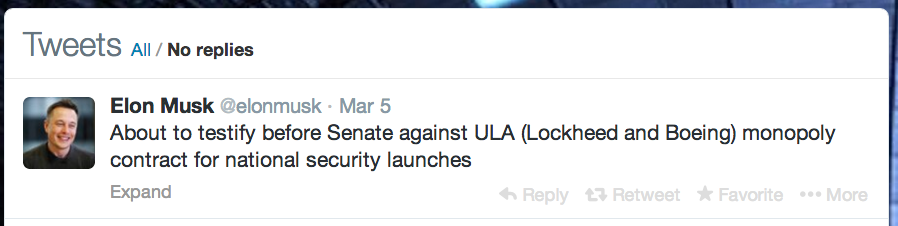 Tweets All / No replies
Elon Musk @elonmusk · Mar 5
About to testify before Senate against ULA (Lockheed and Boeing) monopoly
contract for national security launches
Expand Reply Retweet Favorite More